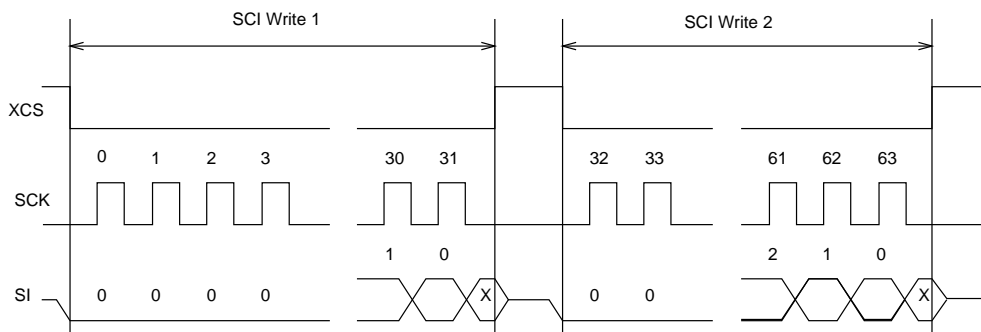 SCI Write 1 SCI Write 2
XCS
0 1 2 3 30 31 32 33 61 62 63
SCK
1 0 2 1 0
SI 0 0 0 0 X 0 0 X